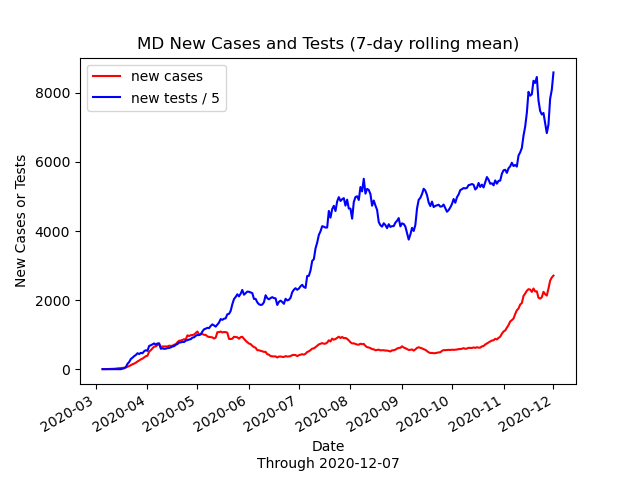 MD New Cases and Tests (7-day rolling mean)
new cases
new tests / 5
New Cases or Tests
8000
6000
4000
2000
0
2020-03
2020-04
2020-05
2020-06
2020-07
2020-08
2020-09
2020-10
2020-11
2020-12
Date
Through 2020-12-07